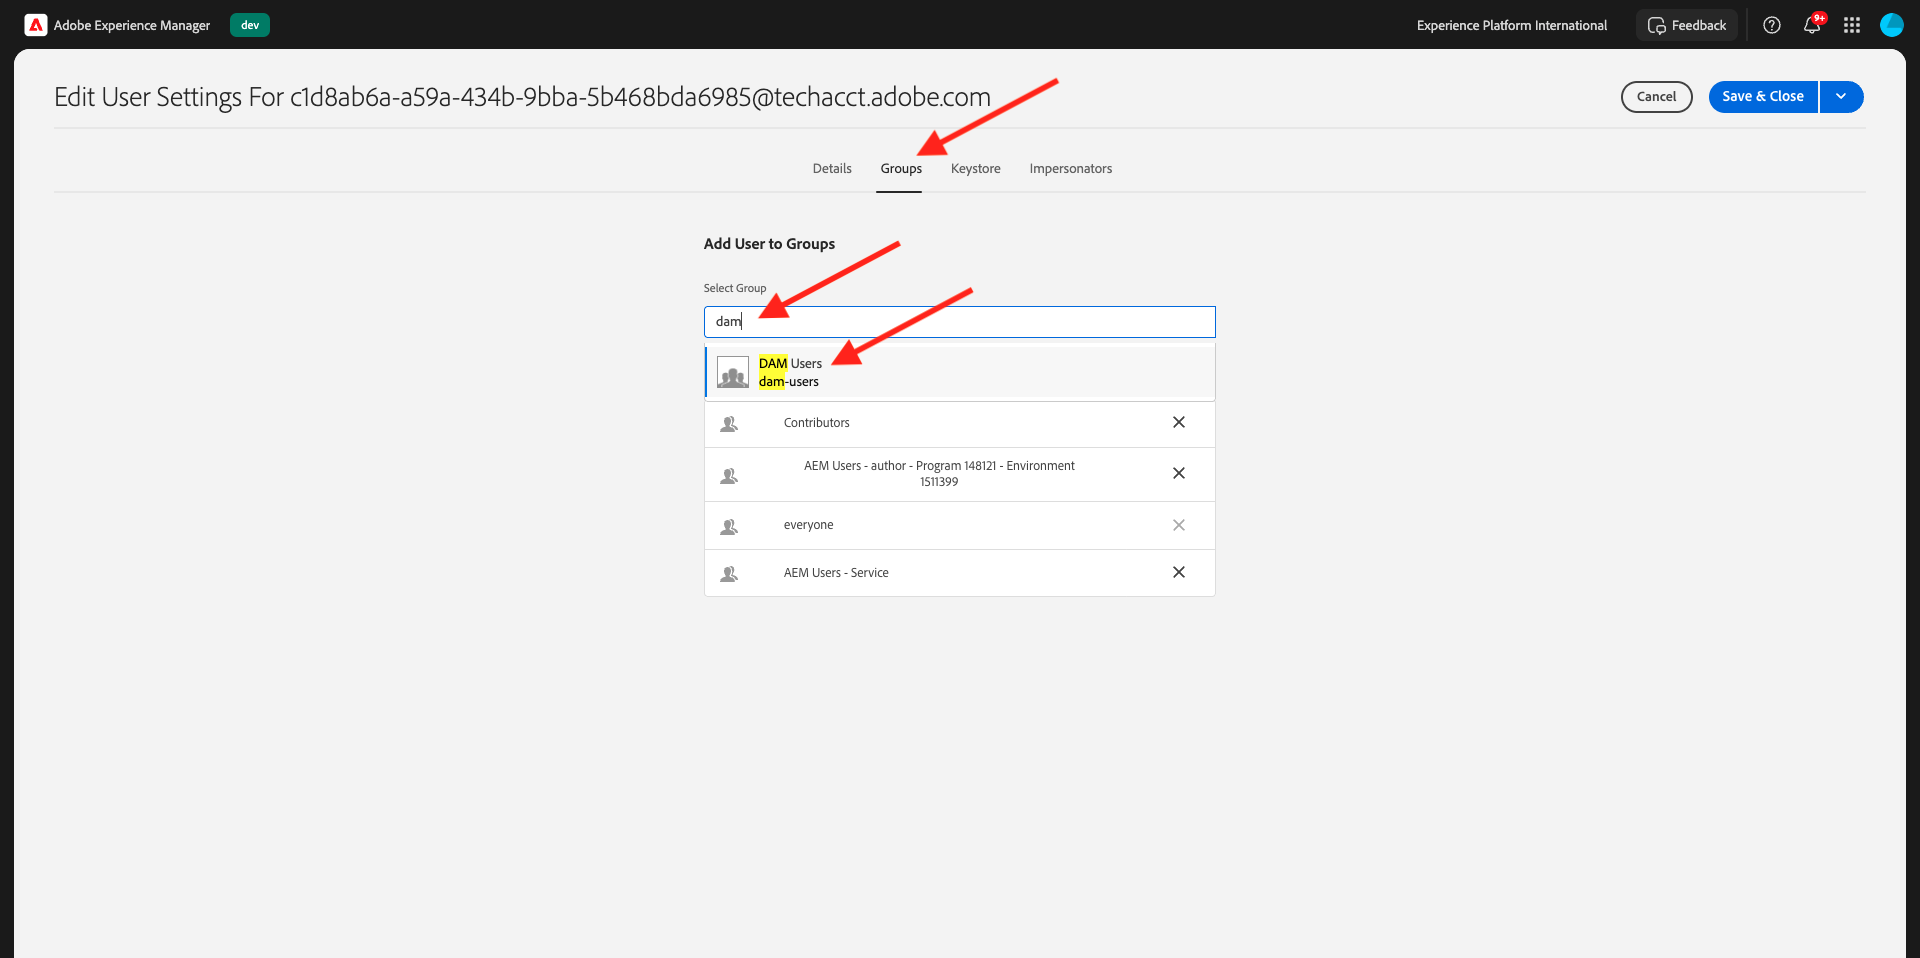 Adobe Experience Manager
dev
Experience Platform International
Feedback
9+
Edit User Settings For c1d8ab6a-a59a-434b-9bba-5b468bda6985@techacct.adobe.com
Cancel
Save & Close
Details
Groups
Keystore
Impersonators
Add User to Groups
Select Group
dam
DAM Users
dam-users
Contributors
AEM Users - author - Program 148121 - Environment
1511399
everyone
AEM Users - Service